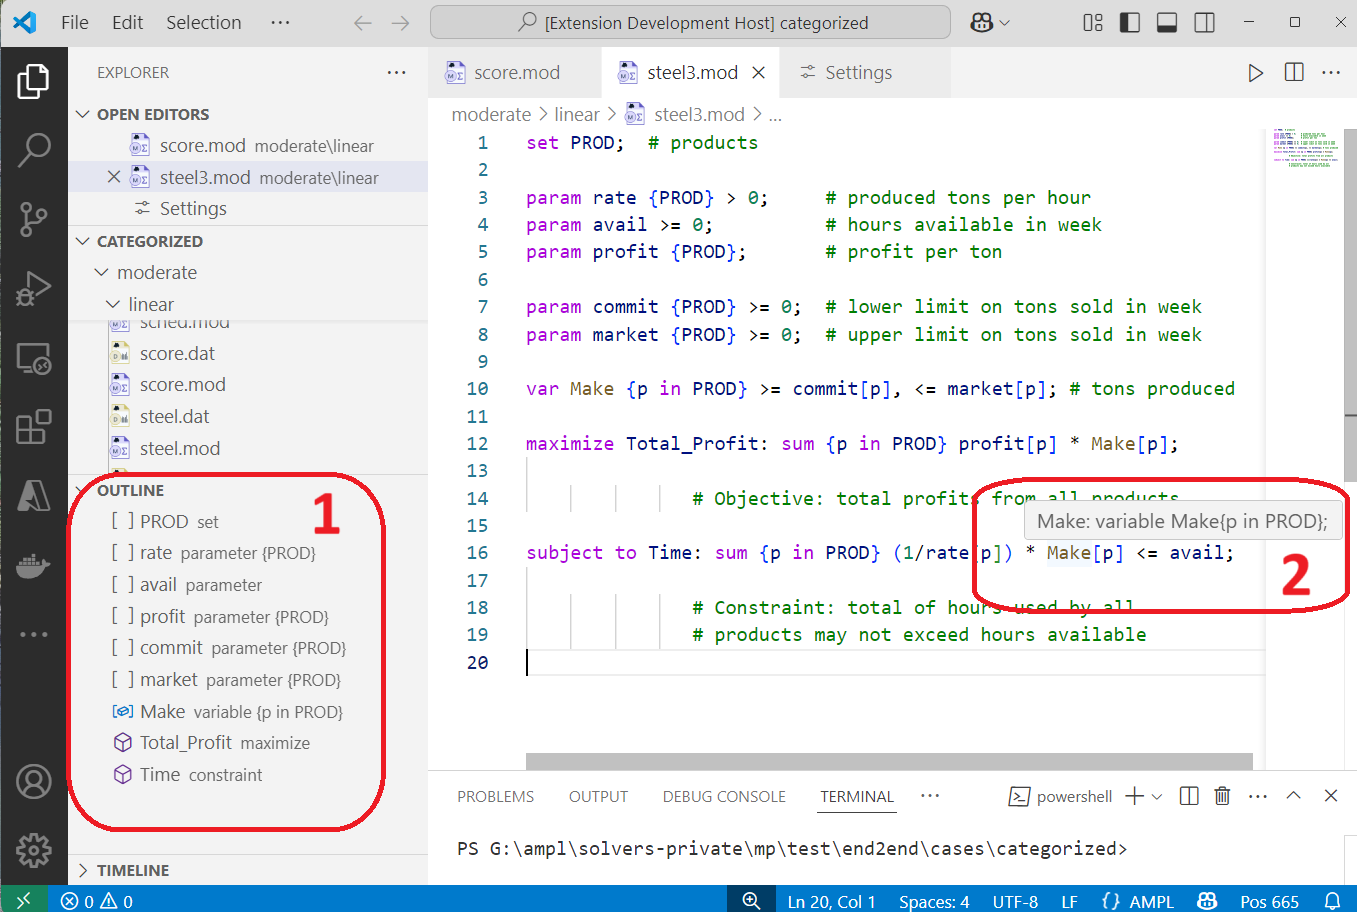 File Edit Selection ··· [Extension Development Host] categorized
EXPLORER ···
OPEN EDITORS
score.mod moderate\linear
steel3.mod moderate\linear
Settings
CATEGORIZED
moderate
linear
sched.mod
score.dat
score.mod
steel.dat
steel.mod
OUTLINE
1
[ ] PROD set
[ ] rate parameter {PROD}
[ ] avail parameter
[ ] profit parameter {PROD}
[ ] commit parameter {PROD}
[ ] market parameter {PROD}
Make variable {p in PROD}
Total_Profit maximize
Time constraint
TIMELINE
score.mod steel3.mod Settings
moderate > linear > steel3.mod > ...
1 set PROD;  # products
2
3 param rate {PROD} > 0;     # produced tons per hour
4 param avail >= 0;          # hours available in week
5 param profit {PROD};       # profit per ton
6
7 param commit {PROD} >= 0;  # lower limit on tons sold in week
8 param market {PROD} >= 0;  # upper limit on tons sold in week
9
10 var Make {p in PROD} >= commit[p], <= market[p]; # tons produced
11
12 maximize Total_Profit: sum {p in PROD} profit[p] * Make[p];
13
14                # Objective: total profits from all products
15
Make: variable Make{p in PROD};
16 subject to Time: sum {p in PROD} (1/rate[p]) * Make[p] <= avail;
2
17
18                # Constraint: total of hours used by all
19                # products may not exceed hours available
20
PROBLEMS OUTPUT DEBUG CONSOLE TERMINAL ··· powershell
PS G:\ampl\solvers-private\mp\test\end2end\cases\categorized>
0 0 Ln 20, Col 1 Spaces: 4 UTF-8 LF {} AMPL Pos 665